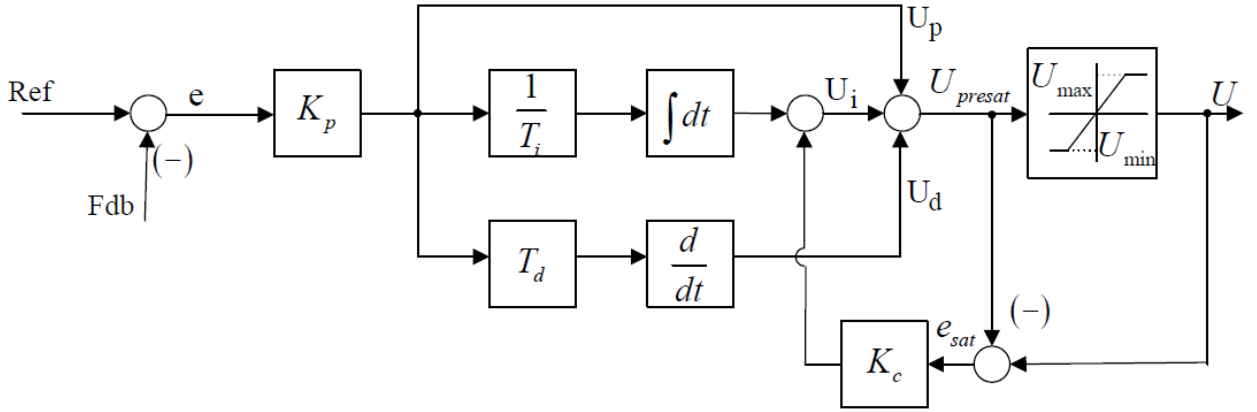 Ref
e
(−)
Fdb
K_p
1
T_i
∫ dt
U_i
U_p
U_presat
U_max
U_min
U
T_d
d
dt
U_d
(−)
e_sat
K_c